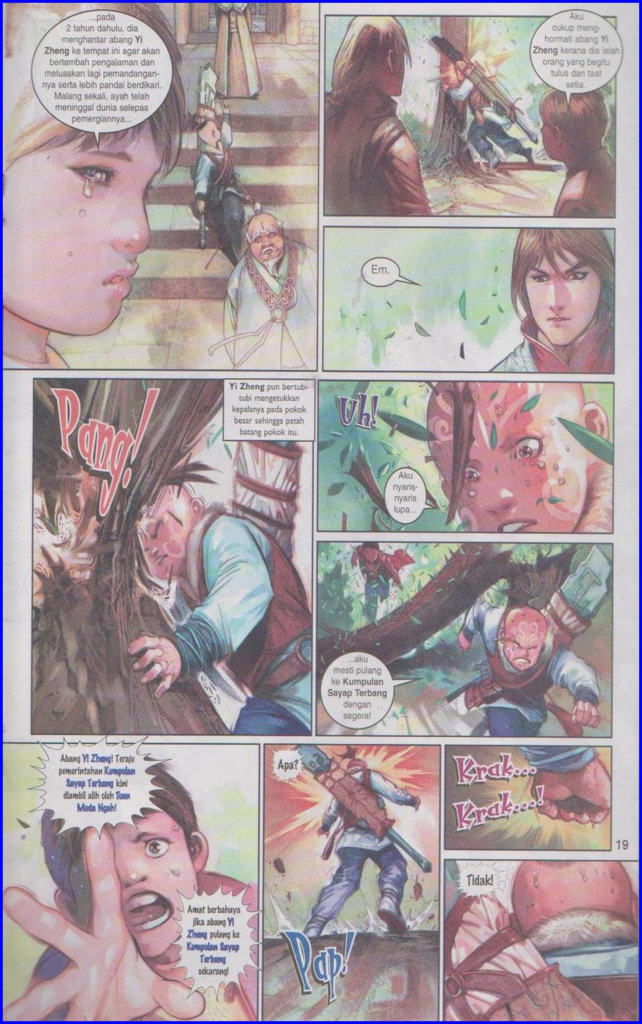 ...pada
2 tahun dahulu, dia
menghantar abang Yi
Zheng ke tempat ini agar akan
bertambah pengalaman dan
meluaskan lagi pemandangan-
nya serta lebih pandai berdikari.
Malang sekali, ayah telah
meninggal dunia selepas
pemergiannya...
Aku
cukup meng-
hormati abang Yi
Zheng kerana dia ialah
orang yang begitu
tulus dan taat
setia.
Em.
Pang!
Yi Zheng pun bertubi-
tubi mengetukkan
kepalanya pada pokok
besar sehingga patah
batang pokok itu.
Uh!
Aku
nyaris-
nyaris
lupa...
...aku
mesti pulang
ke Kumpulan
Sayap Terbang
dengan
segera!
Abang Yi Zheng! Teraju
pemerintahan Kumpulan
Sayap Terbang kini
diambil alih oleh Tuan
Muda Ngah!
Amat berbahaya
jika abang Yi
Zheng pulang ke
Kumpulan Sayap
Terbang
sekarang!
Apa?
Pap!
Krak...
Krak...!
19
Tidak!